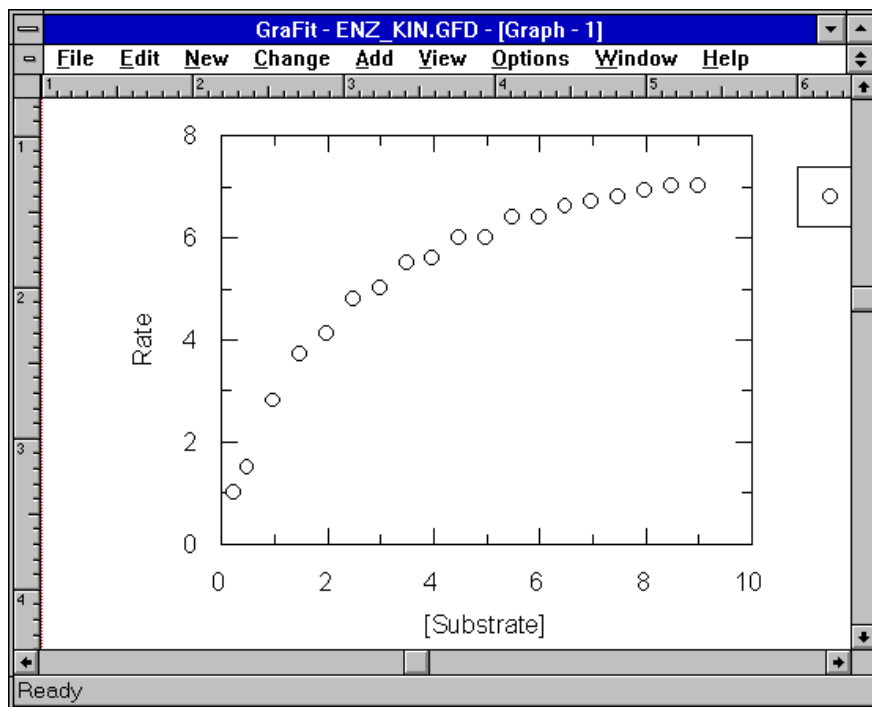 GraFit - ENZ_KIN.GFD - [Graph - 1]
File Edit New Change Add View Options Window Help
1 2 3 4 5 6
1
2
3
4
8
6
4
2
0
Rate
0 2 4 6 8 10
[Substrate]
Ready